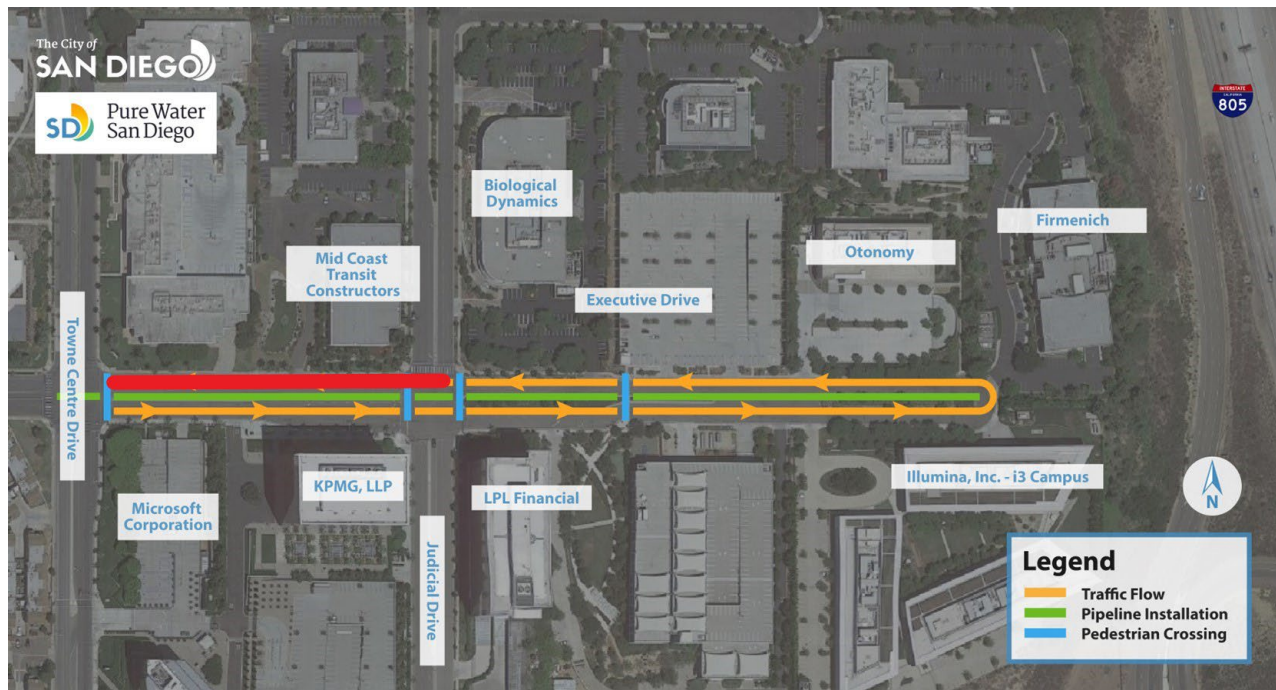 The City of
SAN DIEGO
SD
Pure Water
San Diego
INTERSTATE
CALIFORNIA
805
Biological
Dynamics
Firmenich
Mid Coast
Transit
Constructors
Otonomy
Executive Drive
Towne Centre Drive
Microsoft
Corporation
KPMG, LLP
LPL Financial
Illumina, Inc. - i3 Campus
Judicial Drive
N
Legend
Traffic Flow
Pipeline Installation
Pedestrian Crossing